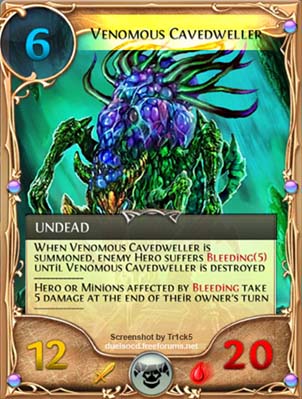 6
VENOMOUS CAVEDWELLER
UNDEAD
WHEN VENOMOUS CAVEDWELLER IS
SUMMONED, ENEMY HERO SUFFERS BLEEDING(5)
UNTIL VENOMOUS CAVEDWELLER IS DESTROYED
HERO OR MINIONS AFFECTED BY BLEEDING TAKE
5 DAMAGE AT THE END OF THEIR OWNER'S TURN
Screenshot by Tr1ck5
duelsocd.freeforums.net
12
20